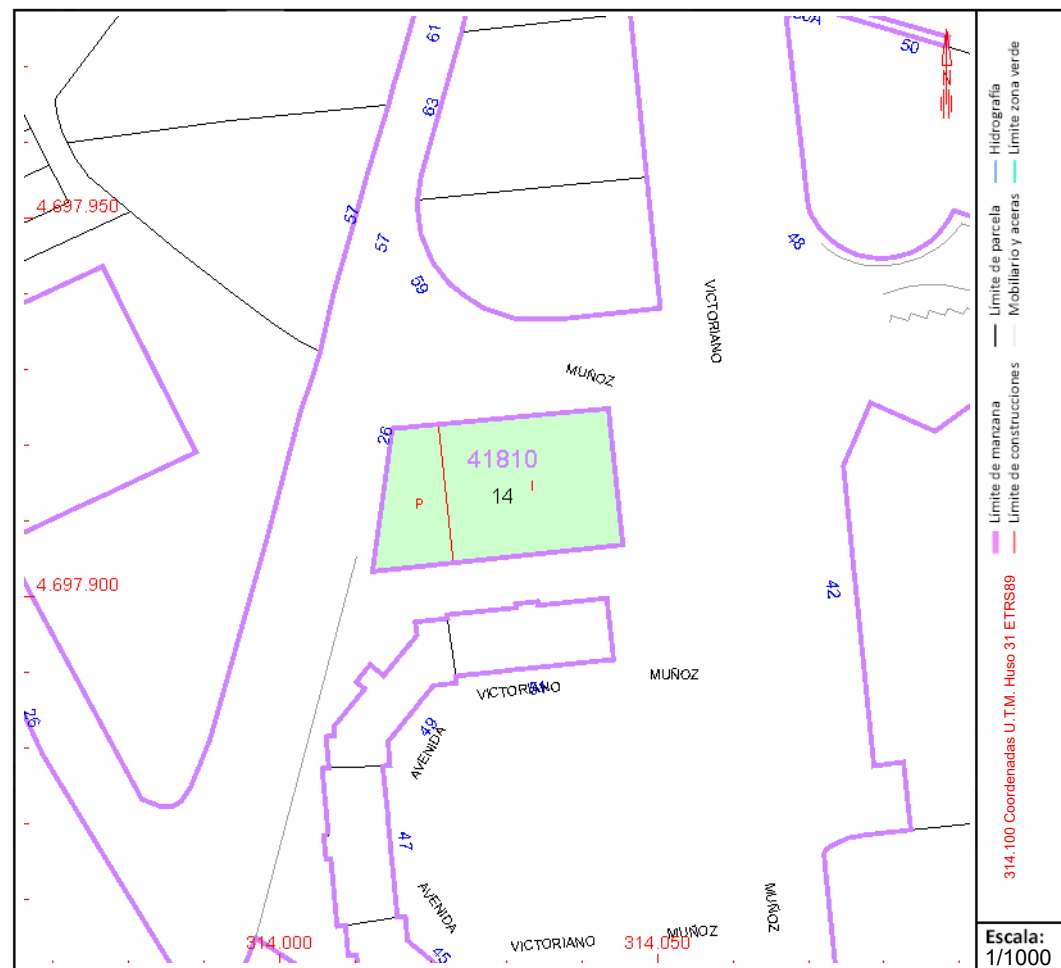 61
50
63
4.697.950
57
57
59
48
VICTORIANO
MUÑOZ
26
41810
14
P
I
4.697.900
42
VICTORIANO
51
MUÑOZ
26
49
AVENIDA
47
AVENIDA
MUÑOZ
314.000
VICTORIANO
45
314.050
MUÑOZ
N
Hidrografía
Límite zona verde
Límite de parcela
Mobiliario y aceras
Límite de manzana
Límite de construcciones
314.100 Coordenadas U.T.M. Huso 31 ETRS89
Escala:
1/1000